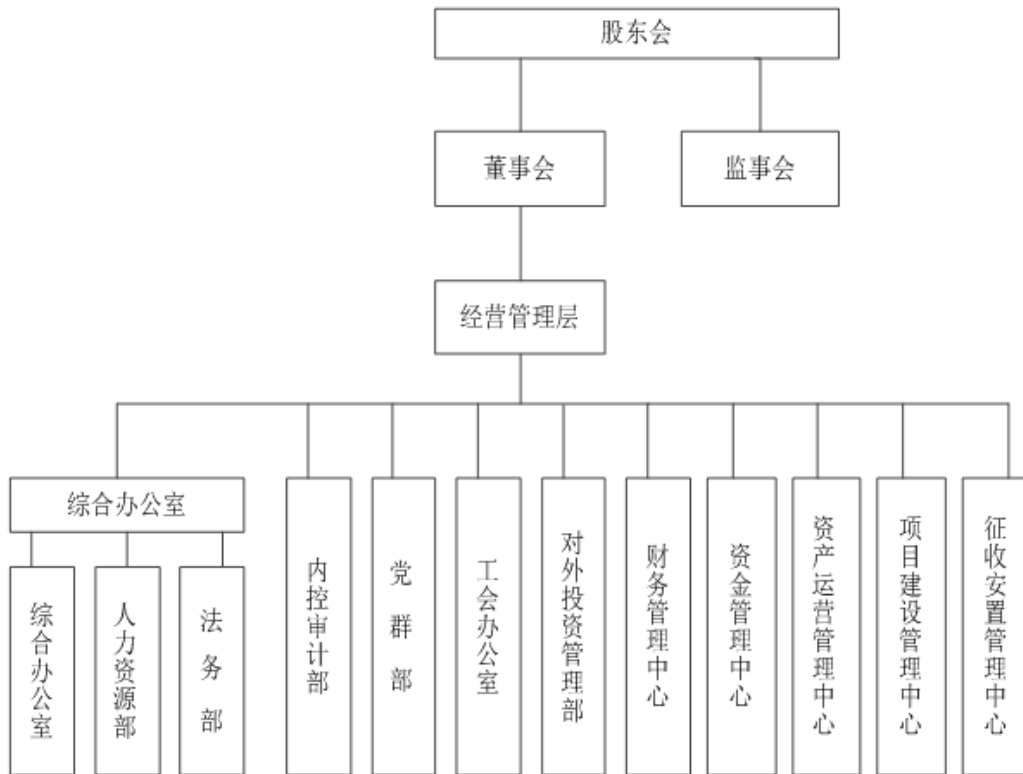 股东会
董事会
监事会
经营管理层
综合办公室
综合办公室
人力资源部
法务部
内控审计部
党群部
工会办公室
对外投资管理部
财务管理中心
资金管理中心
资产运营管理中心
项目建设管理中心
征收安置管理中心